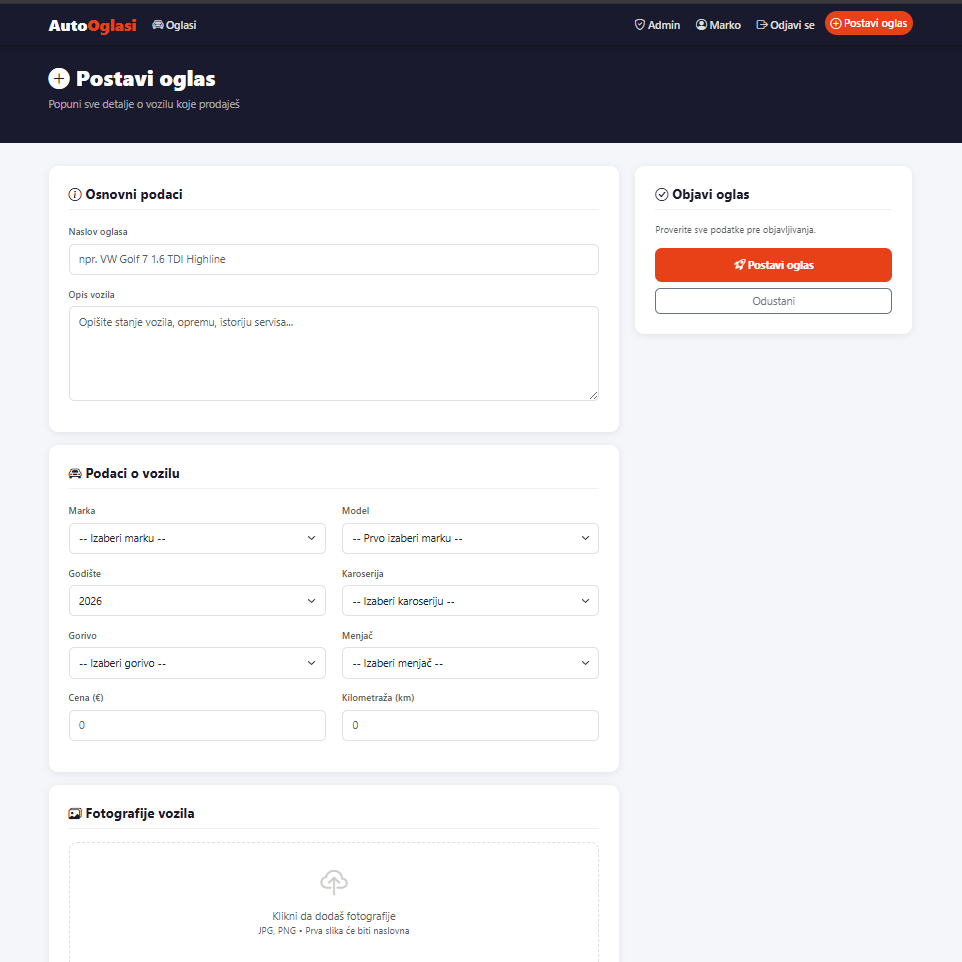 AutoOglasi Oglasi Admin Marko Odjavi se Postavi oglas
Postavi oglas
Popuni sve detalje o vozilu koje prodaješ
Osnovni podaci
Naslov oglasa
npr. VW Golf 7 1.6 TDI Highline
Opis vozila
Opišite stanje vozila, opremu, istoriju servisa...
Objavi oglas
Proverite sve podatke pre objavljivanja.
Postavi oglas
Odustani
Podaci o vozilu
Marka Model
-- Izaberi marku -- -- Prvo izaberi marku --
Godište Karoserija
2026 -- Izaberi karoseriju --
Gorivo Menjač
-- Izaberi gorivo -- -- Izaberi menjač --
Cena (€) Kilometraža (km)
0 0
Fotografije vozila
Klikni da dodaš fotografije
JPG, PNG • Prva slika će biti naslovna